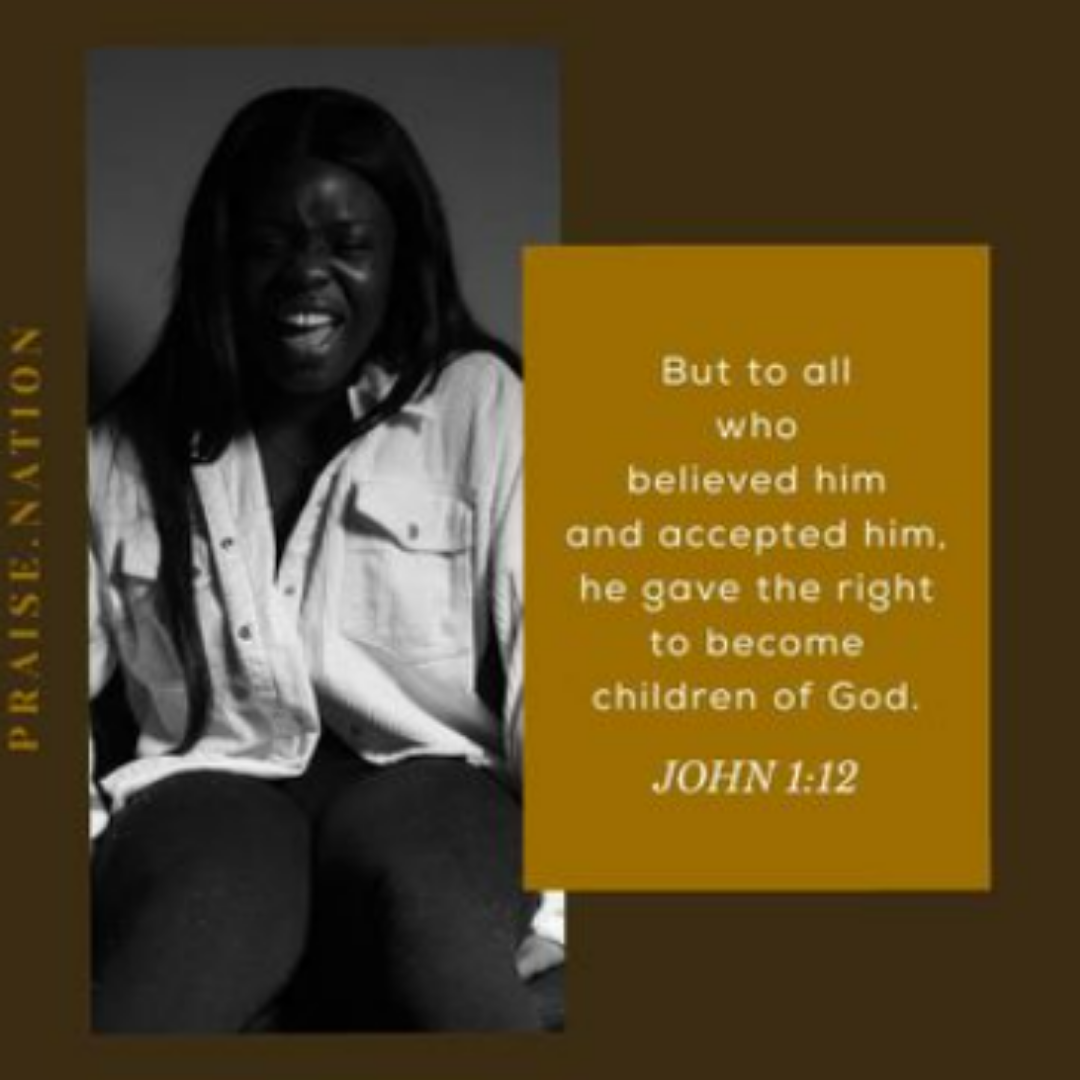 PRAISE.NATION
But to all
who
believed him
and accepted him,
he gave the right
to become
children of God.
JOHN 1:12